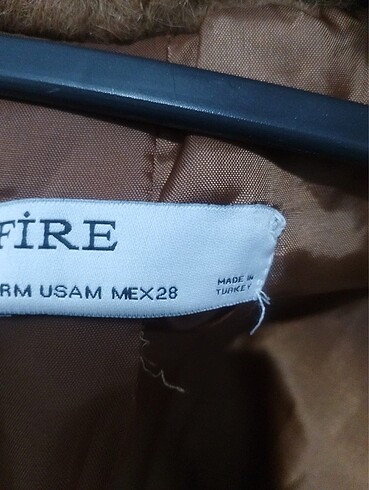 FİRE
RM USAM MEX28
MADE IN
TURKEY